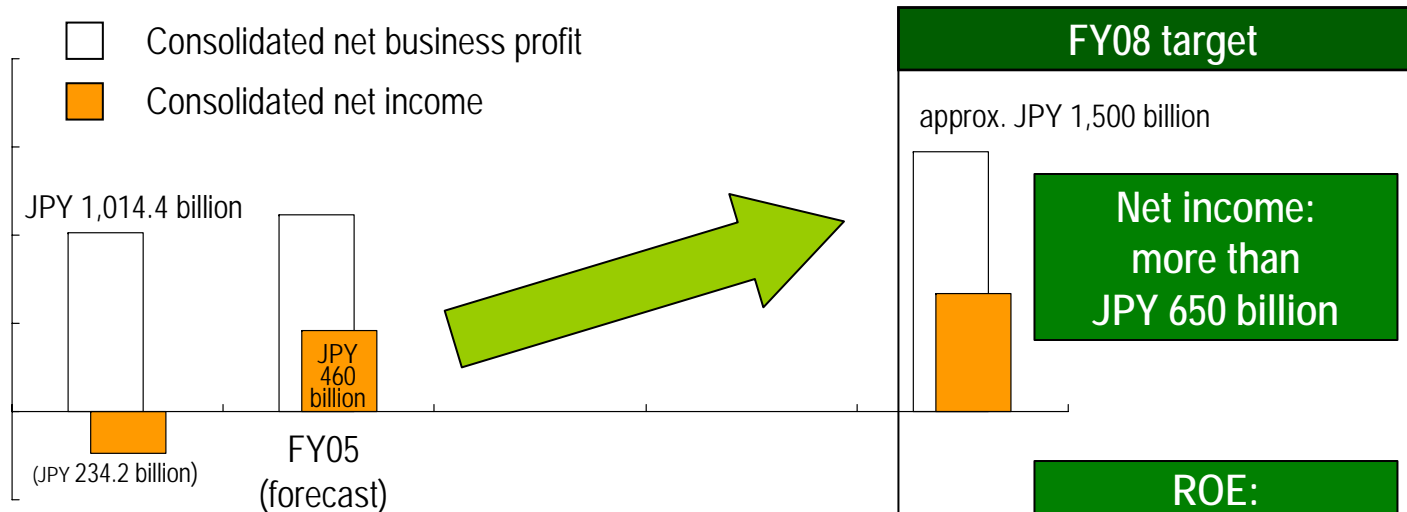 Consolidated net business profit
Consolidated net income
JPY 1,014.4 billion
(JPY 234.2 billion)
JPY
460
billion
FY05
(forecast)
FY08 target
approx. JPY 1,500 billion
Net income:
more than
JPY 650 billion
ROE: